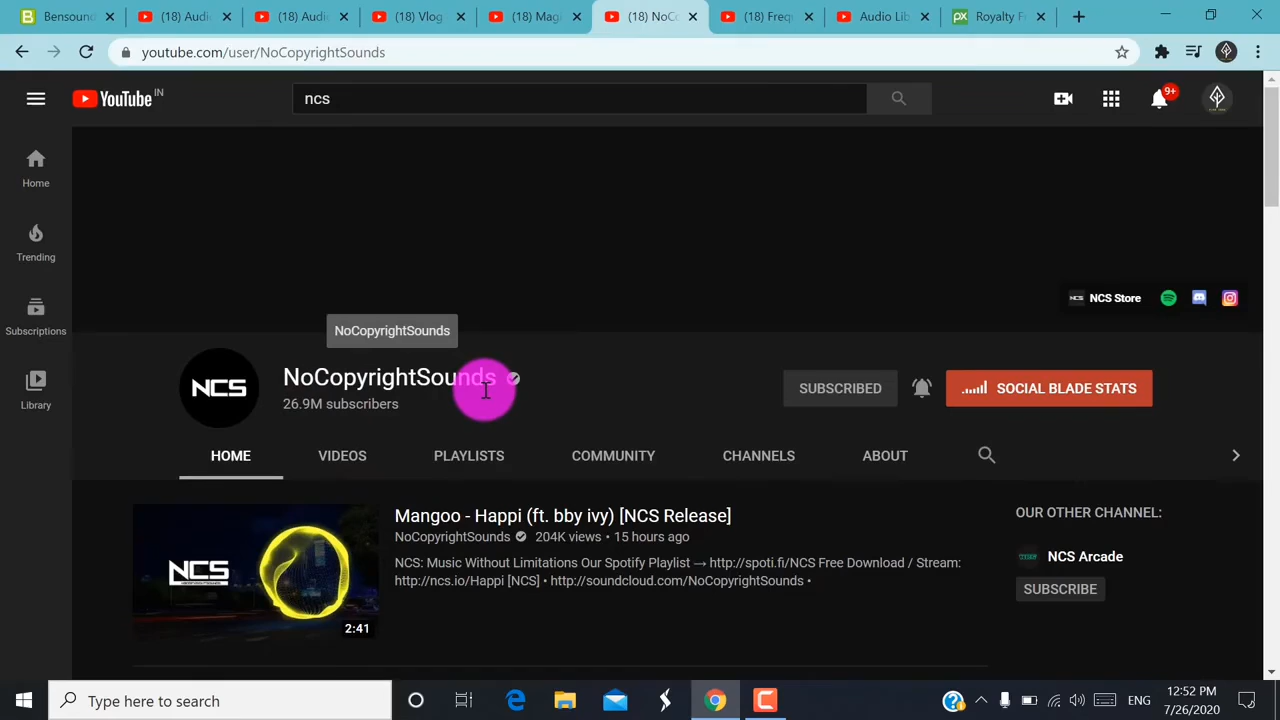 Bensound
(18) Audi
(18) Audi
(18) Vlog
(18) Magi
(18) NoCo
(18) Freq
Audio Lib
px
Royalty F
youtube.com/user/NoCopyrightSounds
YouTube IN
ncs
9+
Home
Trending
Subscriptions
Library
NCS Store
NoCopyrightSounds
NCS
NoCopyrightSounds
26.9M subscribers
SUBSCRIBED
SOCIAL BLADE STATS
HOME
VIDEOS
PLAYLISTS
COMMUNITY
CHANNELS
ABOUT
NCS
2:41
Mangoo - Happi (ft. bby ivy) [NCS Release]
NoCopyrightSounds 204K views • 15 hours ago
NCS: Music Without Limitations Our Spotify Playlist → http://spoti.fi/NCS Free Download / Stream:
http://ncs.io/Happi [NCS] • http://soundcloud.com/NoCopyrightSounds •
OUR OTHER CHANNEL:
NCS Arcade
SUBSCRIBE
Type here to search
ENG
12:52 PM
7/26/2020